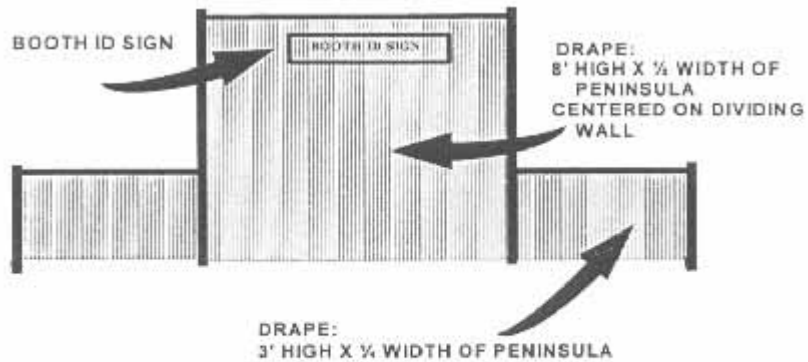 BOOTH ID SIGN
BOOTH ID SIGN
DRAPE:
8' HIGH X ½ WIDTH OF
PENINSULA
CENTERED ON DIVIDING
WALL
DRAPE:
3' HIGH X ¼ WIDTH OF PENINSULA